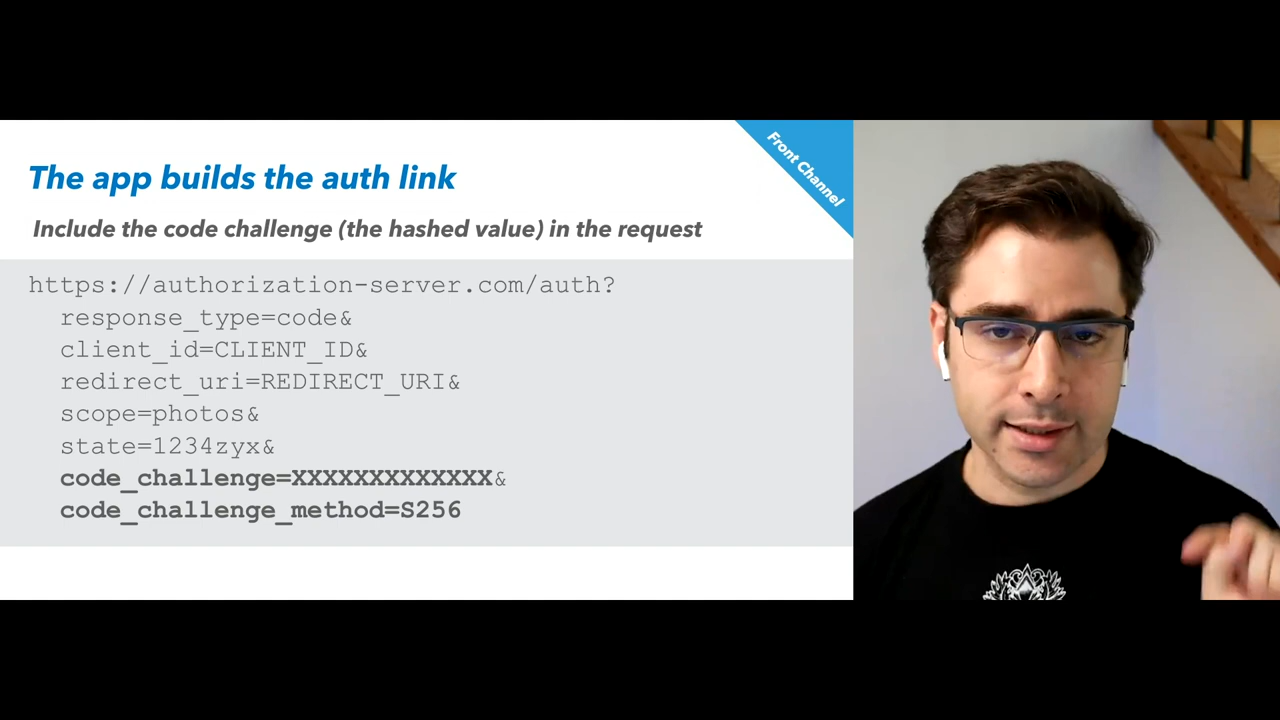 The app builds the auth link
Front Channel
Include the code challenge (the hashed value) in the request
https://authorization-server.com/auth?
response_type=code&
client_id=CLIENT_ID&
redirect_uri=REDIRECT_URI&
scope=photos&
state=1234zyx&
code_challenge=XXXXXXXXXXXXX&
code_challenge_method=S256